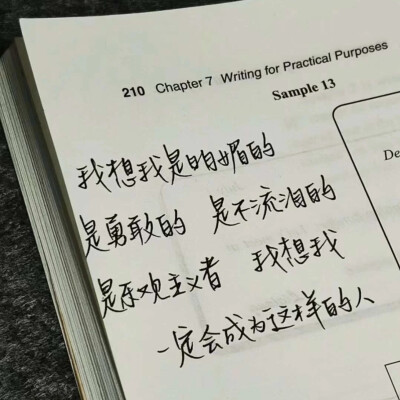 210 Chapter 7 Writing for Practical Purposes
Sample 13
De
我想我是明媚的
是勇敢的 是不流泪的
是乐观主义者 我想我
一定会成为这样的人